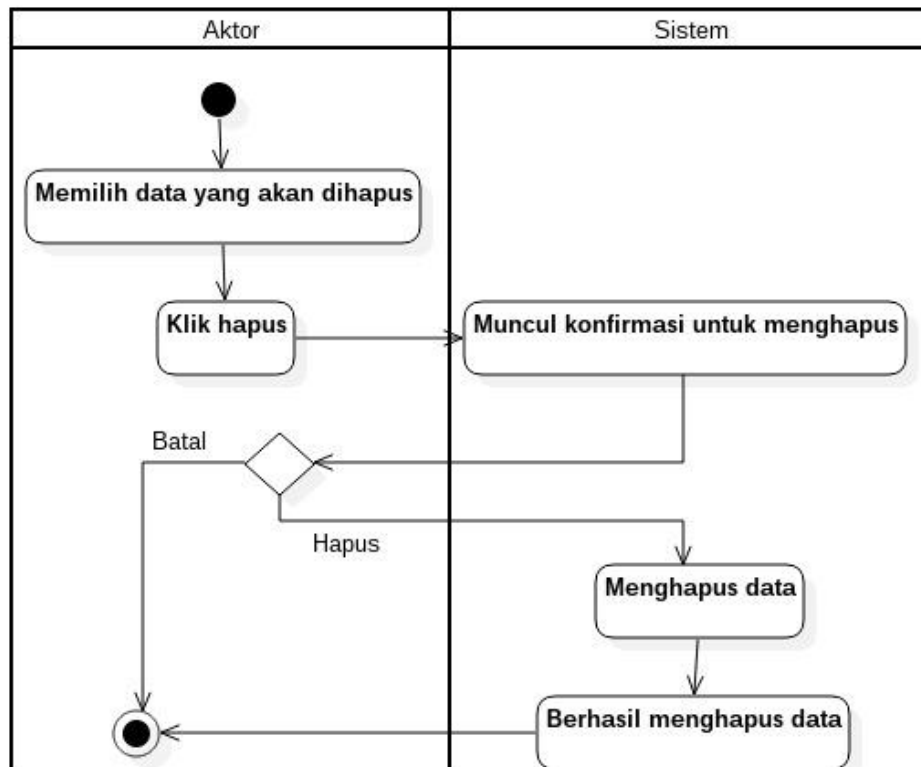 Aktor
Sistem
Memilih data yang akan dihapus
Klik hapus
Muncul konfirmasi untuk menghapus
Batal
Hapus
Menghapus data
Berhasil menghapus data